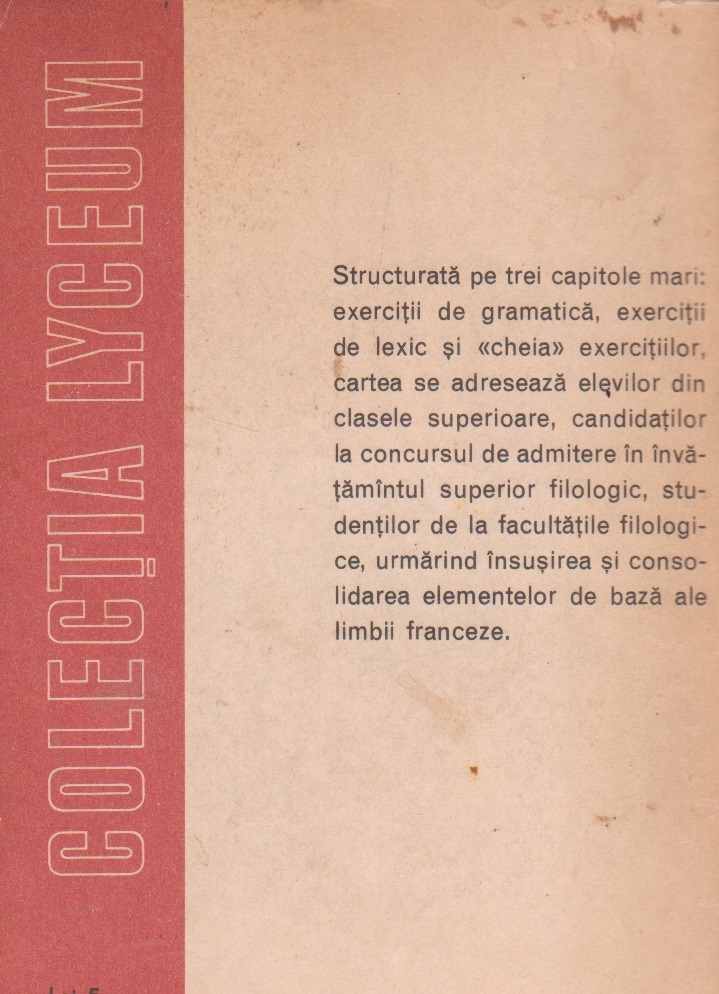 COLECȚIA LYCEUM
Structurată pe trei capitole mari:
exerciții de gramatică, exerciții
de lexic și «cheia» exercițiilor,
cartea se adresează elevilor din
clasele superioare, candidaților
la concursul de admitere în învă-
țămîntul superior filologic, stu-
denților de la facultățile filologi-
ce, urmărind însușirea și conso-
lidarea elementelor de bază ale
limbii franceze.